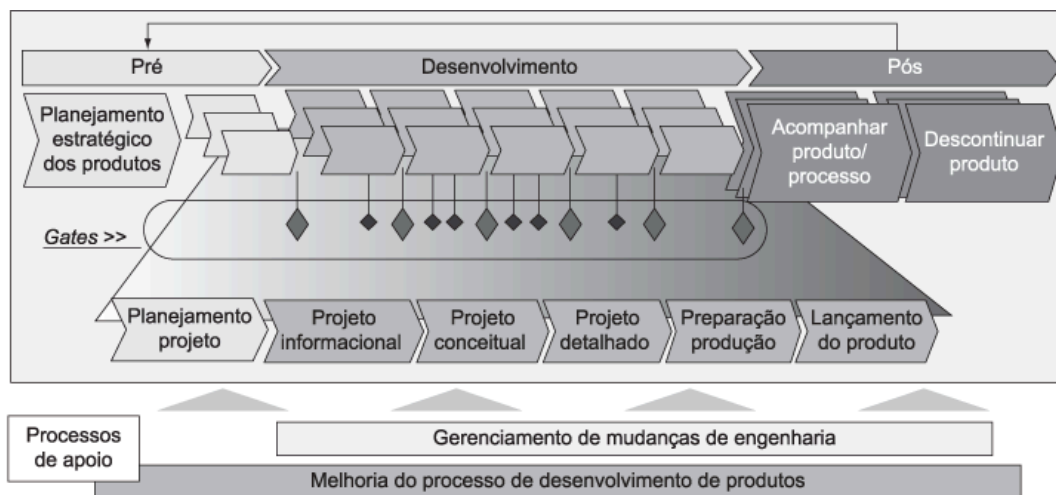 Pré
Desenvolvimento
Pós
Planejamento
estratégico
dos produtos
Acompanhar
produto/
processo
Descontinuar
produto
Gates >>
Planejamento
projeto
Projeto
informacional
Projeto
conceitual
Projeto
detalhado
Preparação
produção
Lançamento
do produto
Processos
de apoio
Gerenciamento de mudanças de engenharia
Melhoria do processo de desenvolvimento de produtos